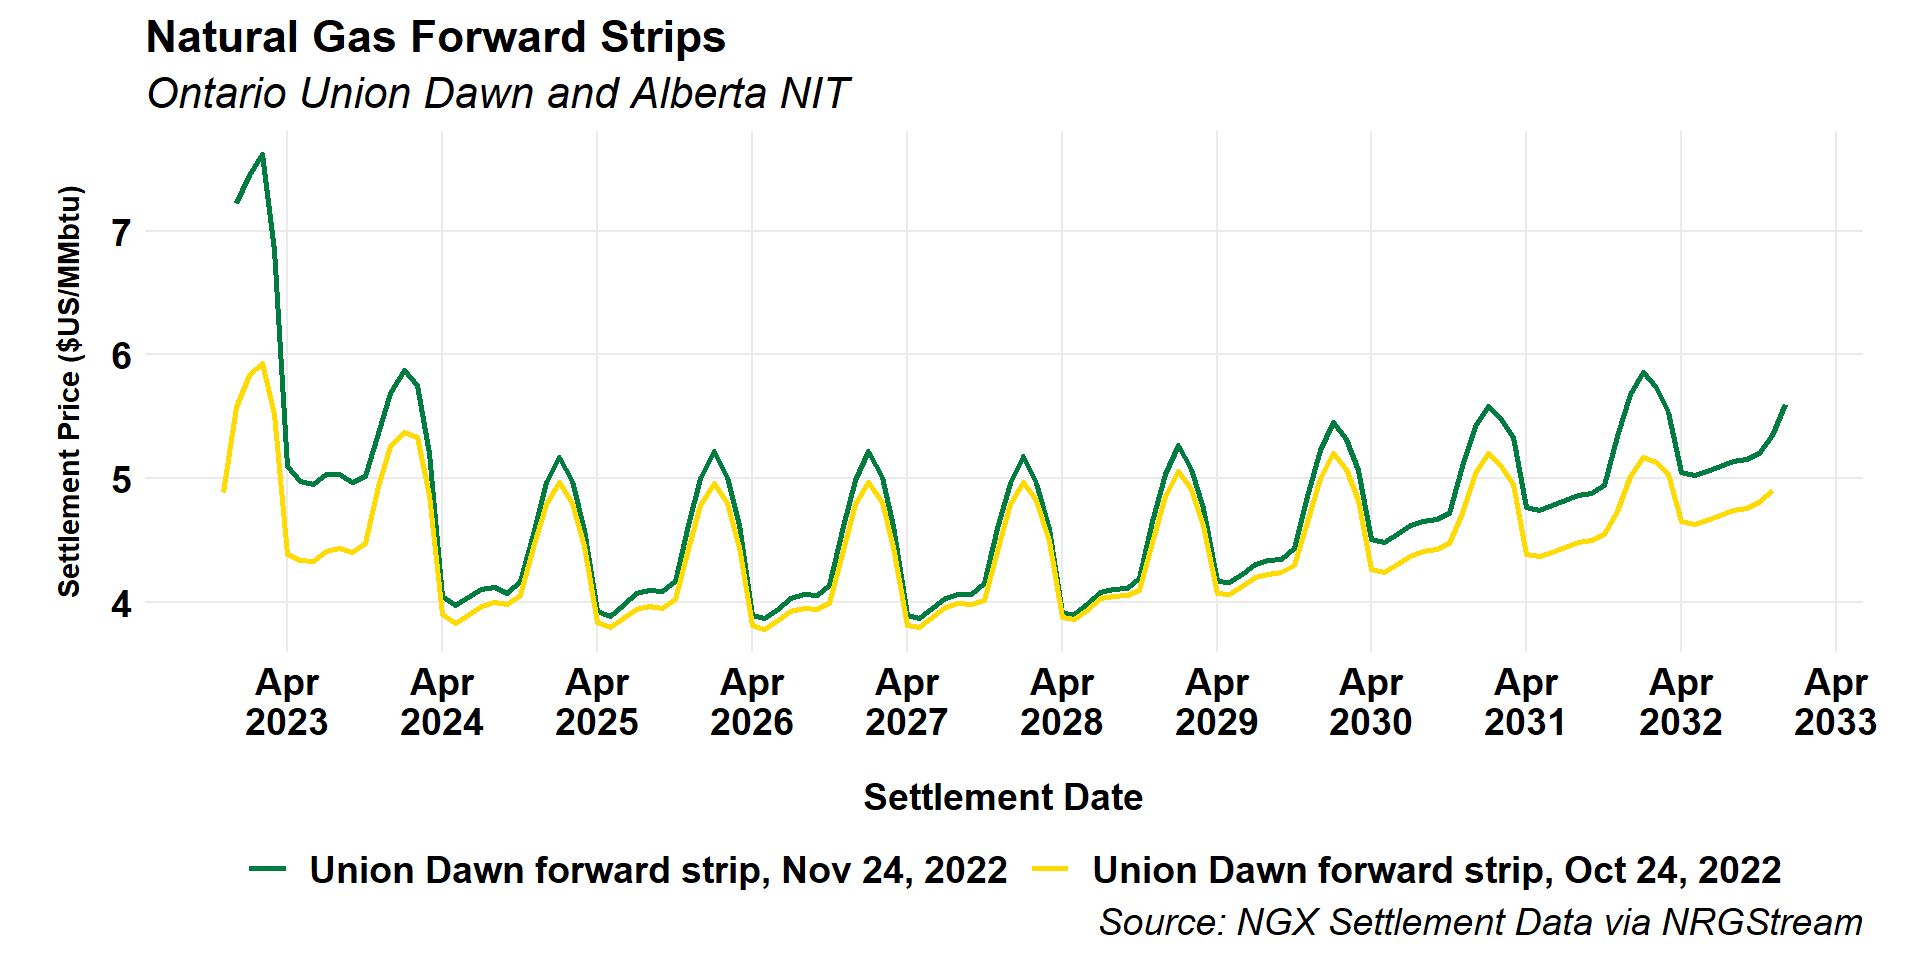 Natural Gas Forward Strips
Ontario Union Dawn and Alberta NIT
Settlement Price ($US/MMbtu)
7
6
5
4
Apr 2023
Apr 2024
Apr 2025
Apr 2026
Apr 2027
Apr 2028
Apr 2029
Apr 2030
Apr 2031
Apr 2032
Apr 2033
Settlement Date
Union Dawn forward strip, Nov 24, 2022
Union Dawn forward strip, Oct 24, 2022
Source: NGX Settlement Data via NRGStream